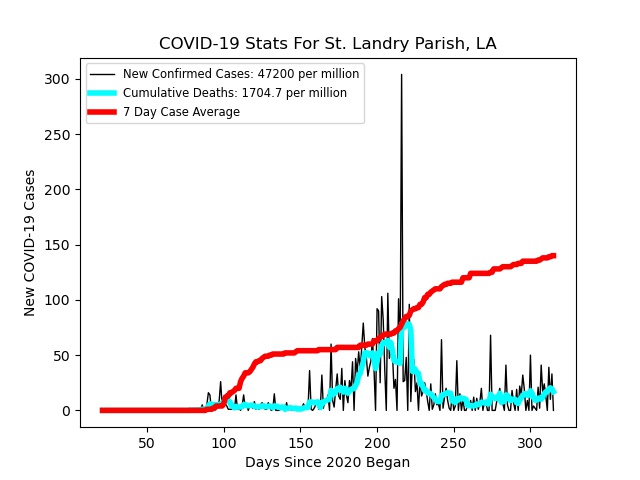 COVID-19 Stats For St. Landry Parish, LA
New Confirmed Cases: 47200 per million
Cumulative Deaths: 1704.7 per million
7 Day Case Average
New COVID-19 Cases
300
250
200
150
100
50
0
50
100
150
200
250
300
Days Since 2020 Began